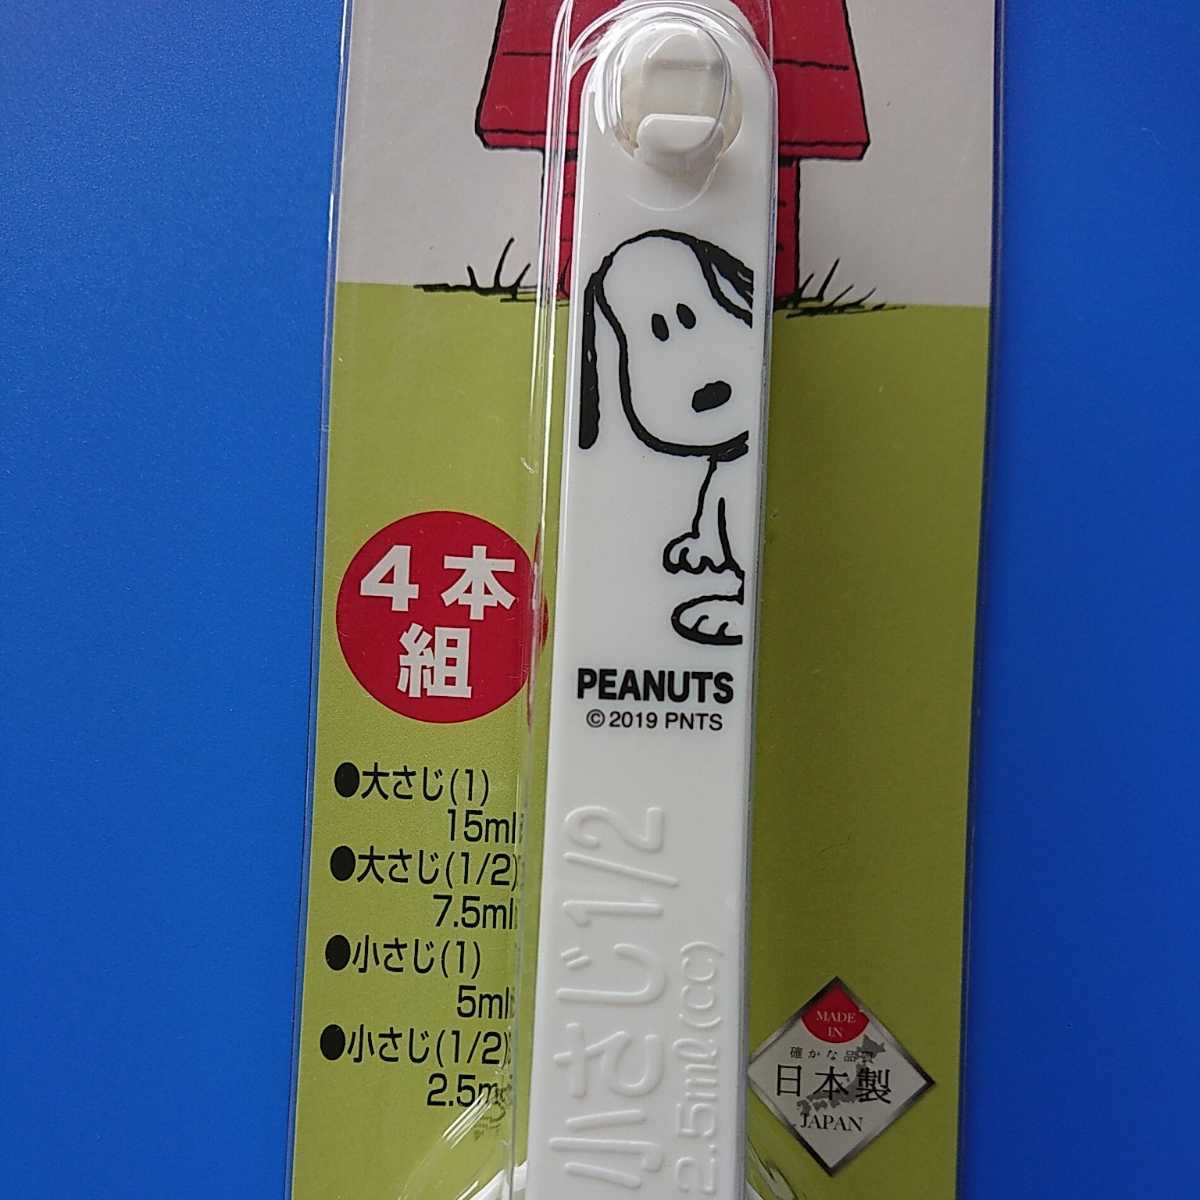 4本
組
PEANUTS
©2019 PNTS
●大さじ(1)
15ml
●大さじ(1/2)
7.5ml
●小さじ(1)
5ml
●小さじ(1/2)
2.5ml
小さじ1/2
2.5ml(CC)
MADE
IN
確かな品質
日本製
JAPAN